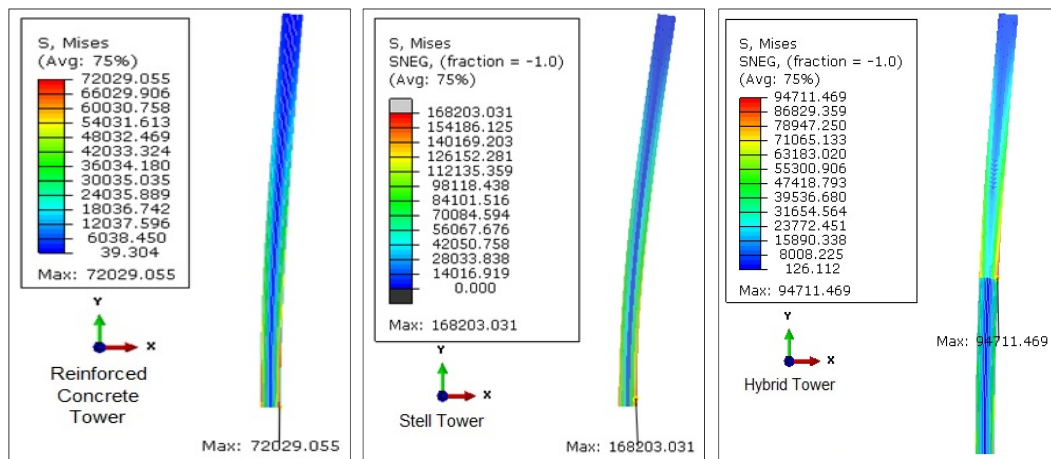 S, Mises
(Avg: 75%)
72029.055
66029.906
60030.758
54031.613
48032.469
42033.324
36034.180
30035.035
24035.889
18036.742
12037.596
6038.450
39.304
Max: 72029.055
Y
X
Reinforced
Concrete
Tower
Max: 72029.055
S, Mises
SNEG, (fraction = -1.0)
(Avg: 75%)
168203.031
154186.125
140169.203
126152.281
112135.359
98118.438
84101.516
70084.594
56067.676
42050.758
28033.838
14016.919
0.000
Max: 168203.031
Y
X
Stell Tower
Max: 168203.031
S, Mises
SNEG, (fraction = -1.0)
(Avg: 75%)
94711.469
86829.359
78947.250
71065.133
63183.020
55300.906
47418.793
39536.680
31654.564
23772.451
15890.338
8008.225
126.112
Max: 94711.469
Y
X
Max: 94711.469
Hybrid Tower